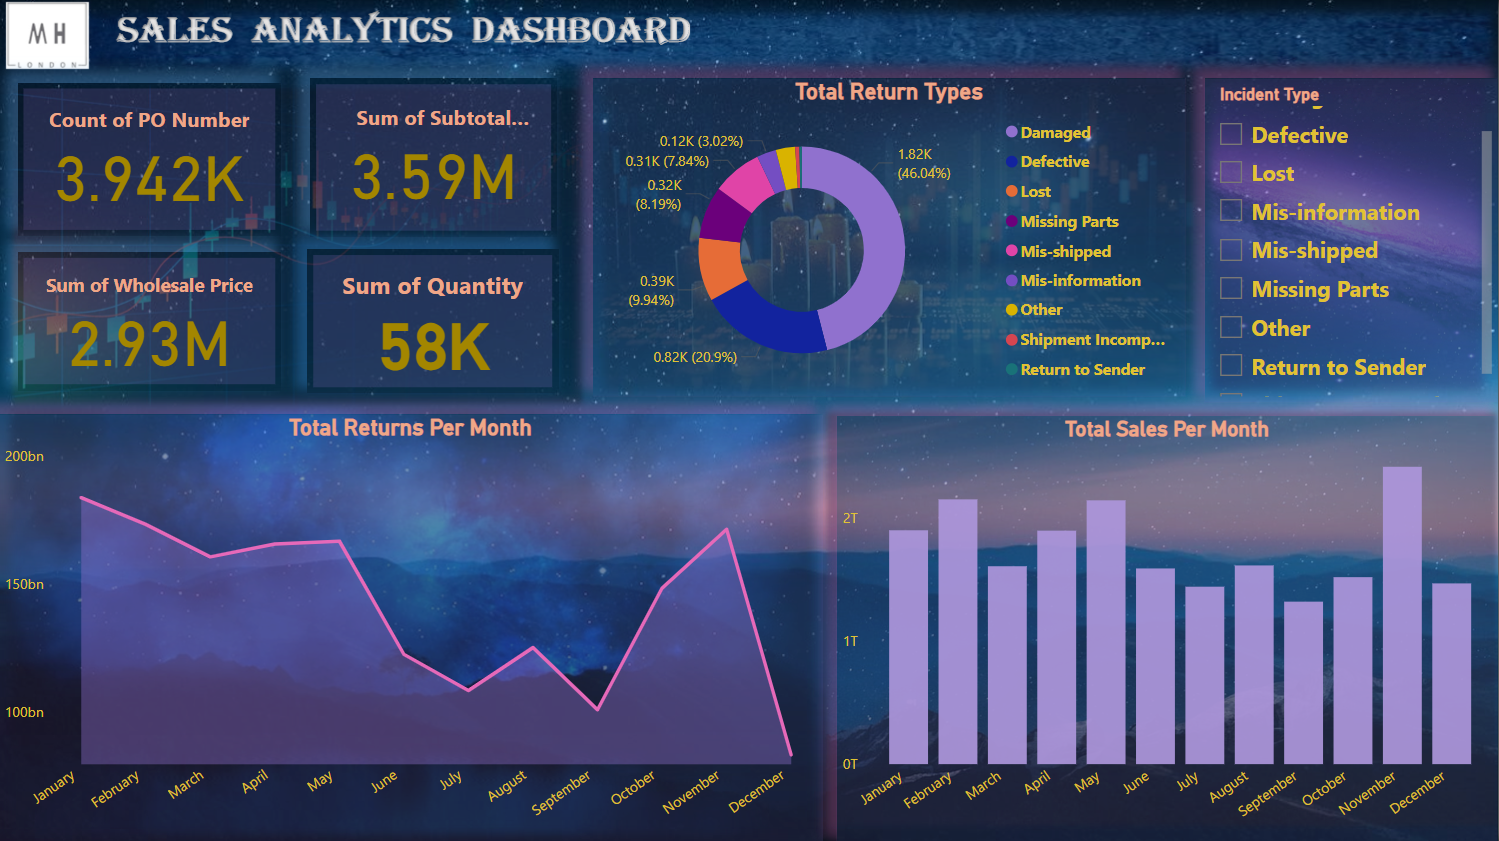 MH
LONDON
SALES ANALYTICS DASHBOARD
Count of PO Number
3.942K
Sum of Subtotal...
3.59M
Sum of Wholesale Price
2.93M
Sum of Quantity
58K
Total Return Types
0.12K (3.02%)
0.31K (7.84%)
0.32K
(8.19%)
0.39K
(9.94%)
0.82K (20.9%)
1.82K
(46.04%)
Damaged
Defective
Lost
Missing Parts
Mis-shipped
Mis-information
Other
Shipment Incomp...
Return to Sender
Incident Type
Defective
Lost
Mis-information
Mis-shipped
Missing Parts
Other
Return to Sender
Total Returns Per Month
200bn
150bn
100bn
January
February
March
April
May
June
July
August
September
October
November
December
Total Sales Per Month
2T
1T
0T
January
February
March
April
May
June
July
August
September
October
November
December